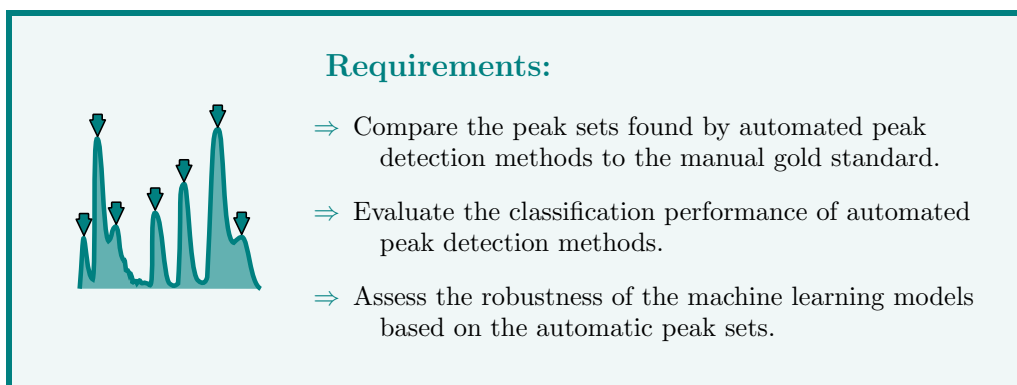 Requirements:
⇒ Compare the peak sets found by automated peak
detection methods to the manual gold standard.
⇒ Evaluate the classification performance of automated
peak detection methods.
⇒ Assess the robustness of the machine learning models
based on the automatic peak sets.